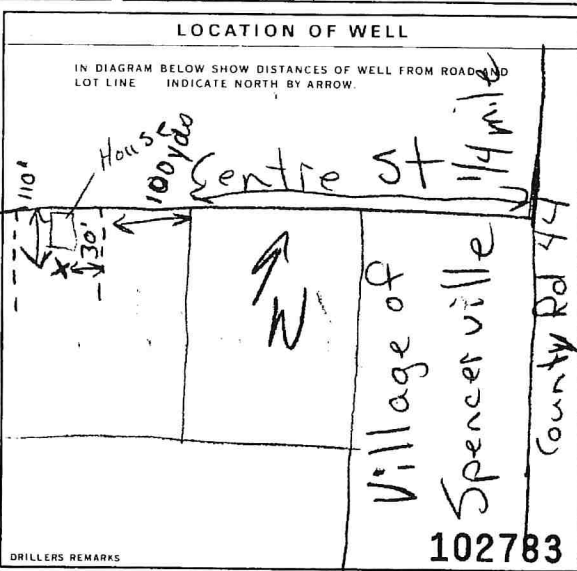 LOCATION OF WELL
IN DIAGRAM BELOW SHOW DISTANCES OF WELL FROM ROAD AND
LOT LINE INDICATE NORTH BY ARROW.
House
110'
100yds
Centre St 1/4 mile
30'
X
N
Village of
Spencerville
County Rd 44
DRILLERS REMARKS
102783